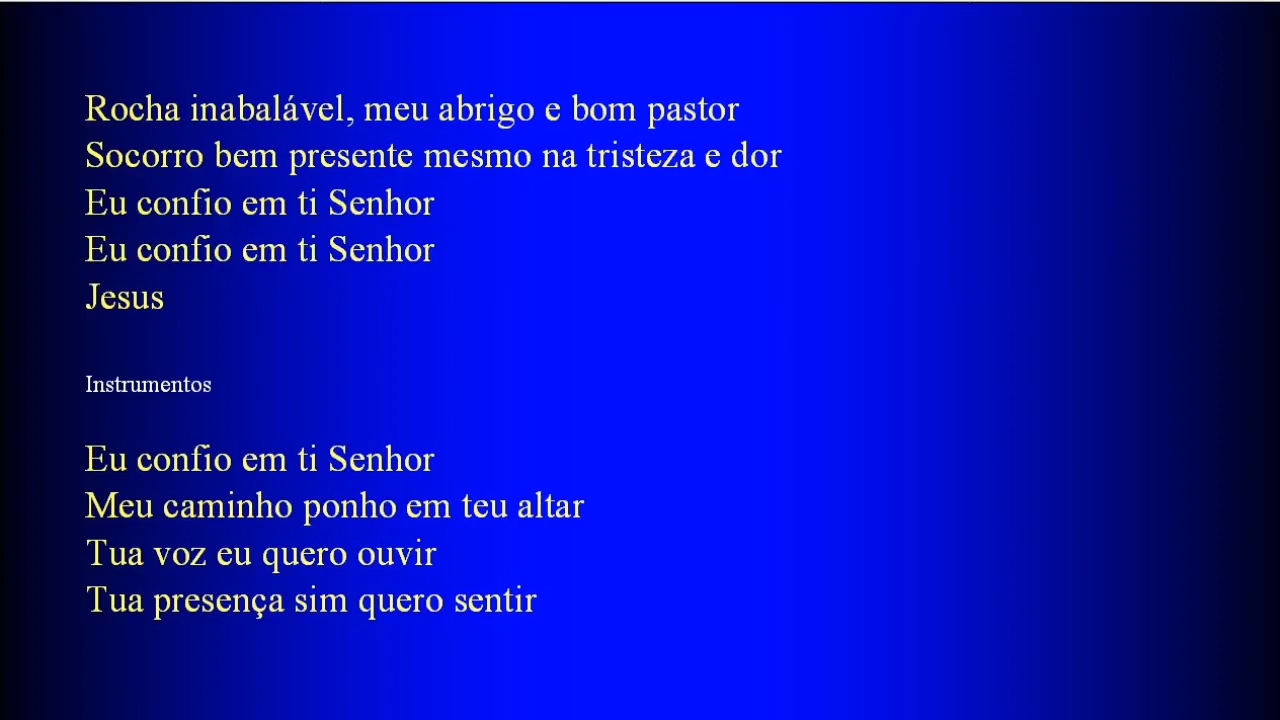 Rocha inabalável, meu abrigo e bom pastor
Socorro bem presente mesmo na tristeza e dor
Eu confio em ti Senhor
Eu confio em ti Senhor
Jesus
Instrumentos
Eu confio em ti Senhor
Meu caminho ponho em teu altar
Tua voz eu quero ouvir
Tua presença sim quero sentir